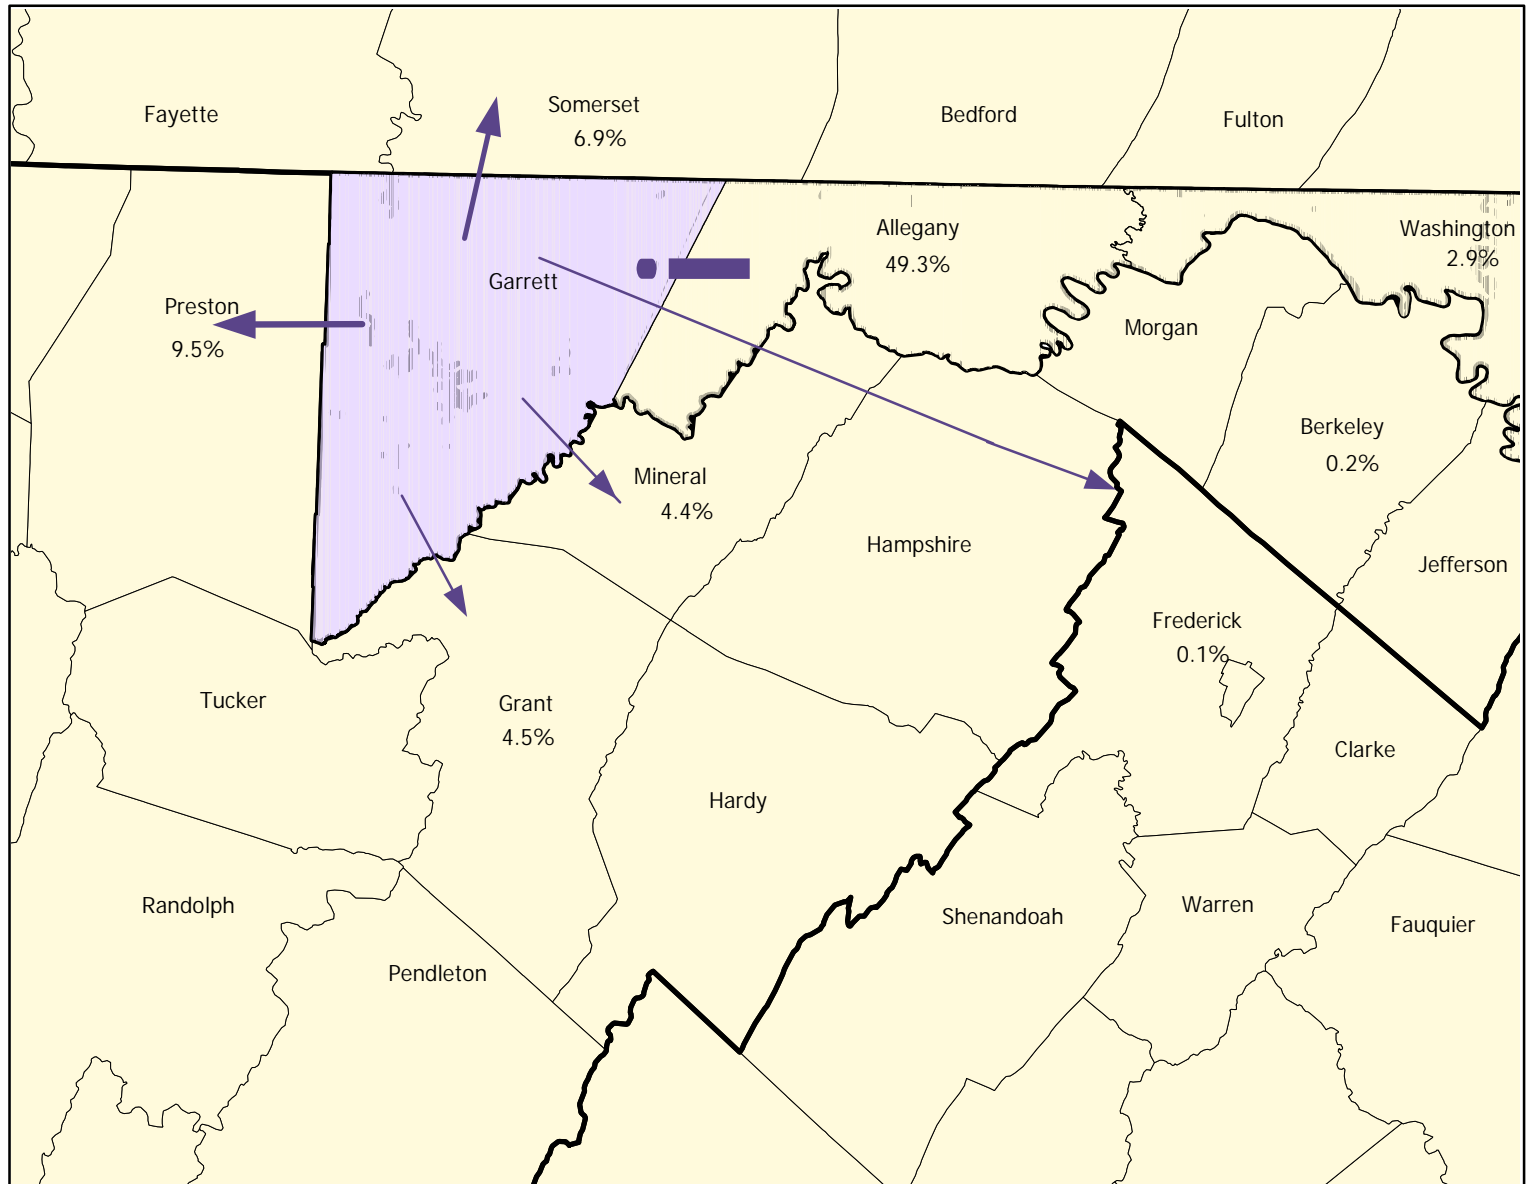 Fayette
Somerset
6.9%
Bedford
Fulton
Allegany
49.3%
Washington
2.9%
Garrett
Preston
9.5%
Morgan
Berkeley
0.2%
Mineral
4.4%
Hampshire
Jefferson
Frederick
0.1%
Tucker
Grant
4.5%
Clarke
Hardy
Randolph
Shenandoah
Warren
Fauquier
Pendleton